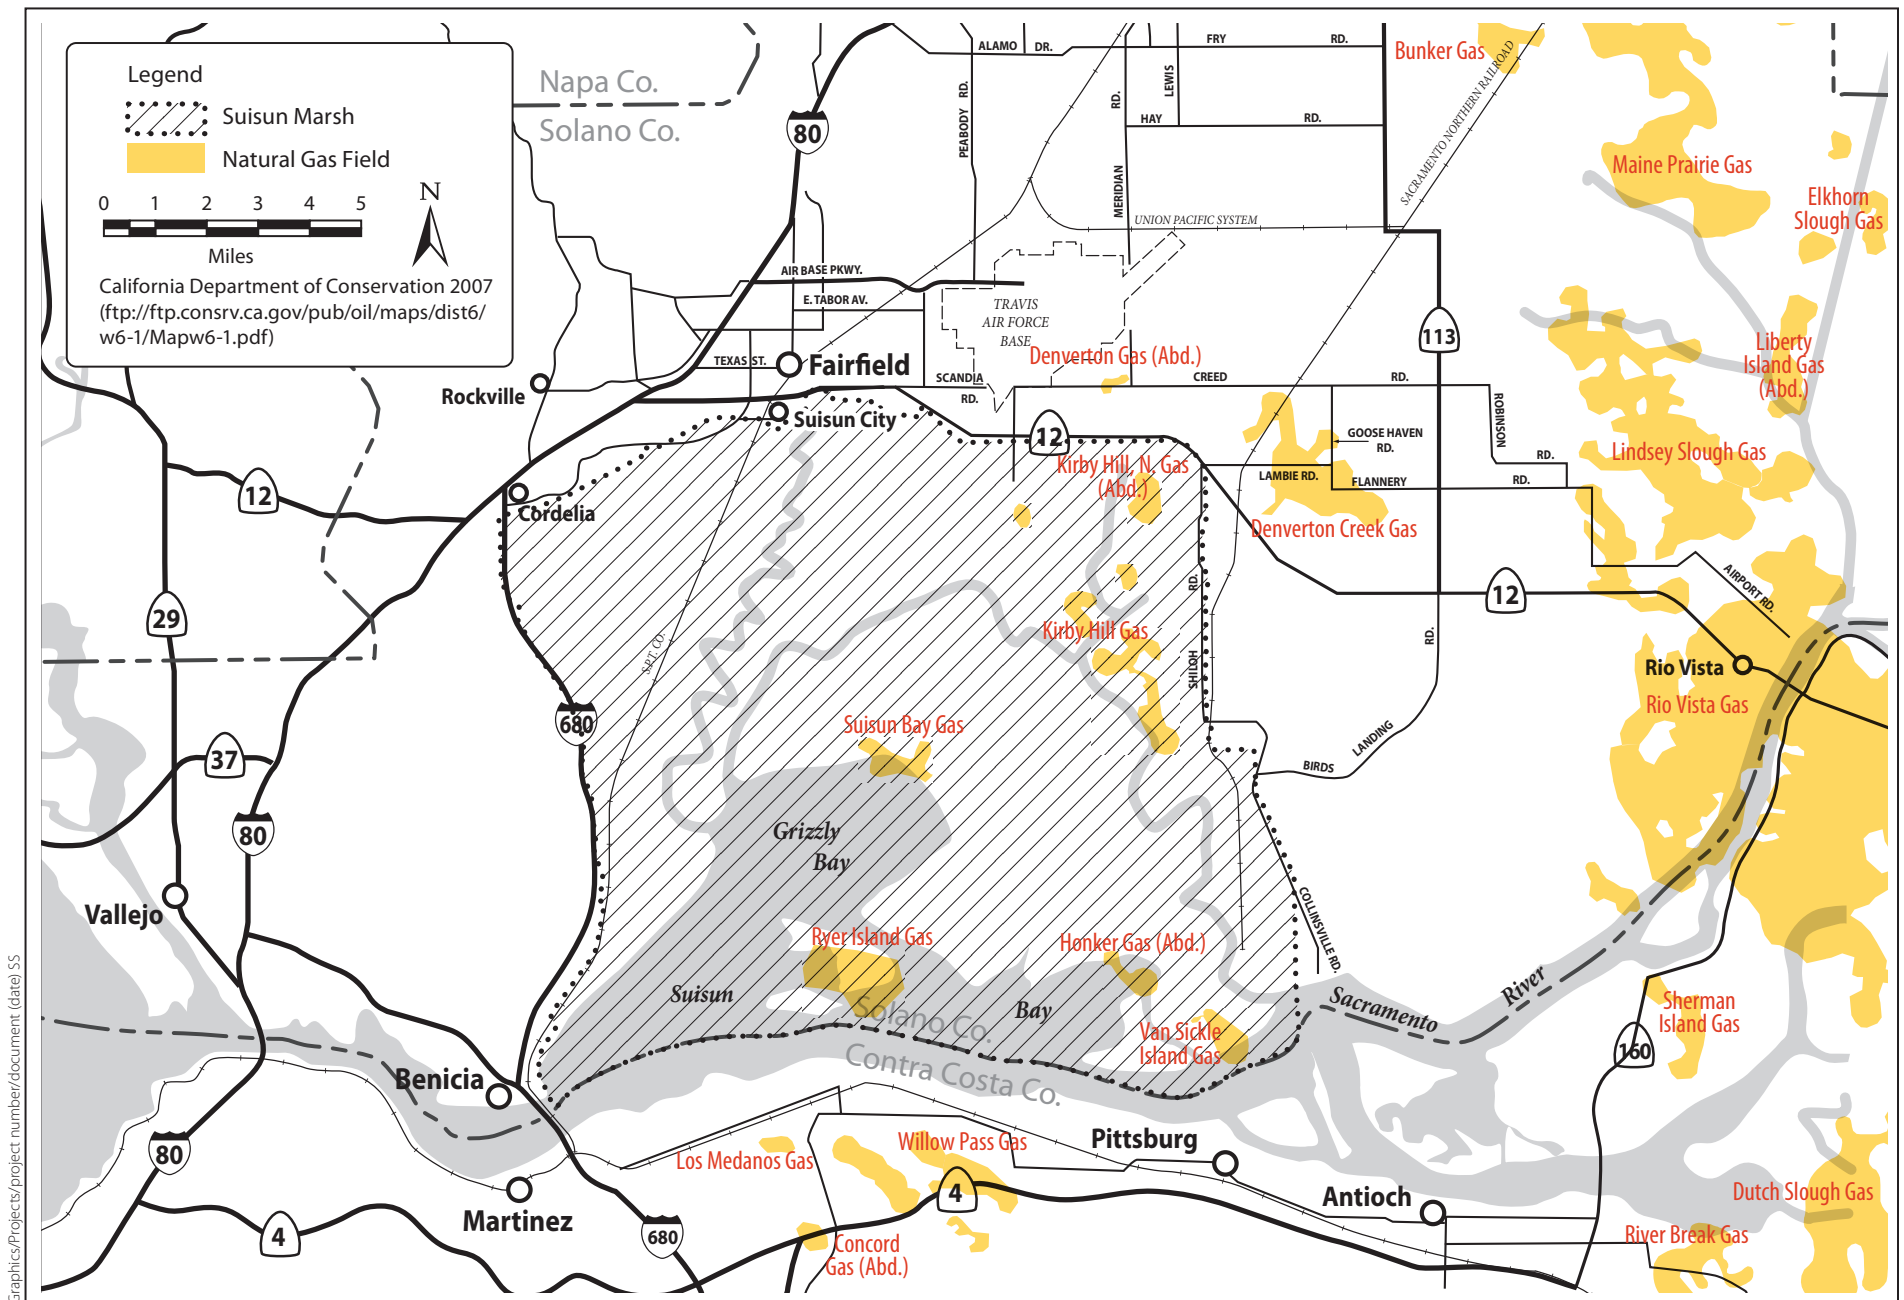 Legend
Suisun Marsh
Natural Gas Field
0 1 2 3 4 5
Miles
N
California Department of Conservation 2007
(ftp://ftp.consrv.ca.gov/pub/oil/maps/dist6/
w6-1/Mapw6-1.pdf)
Napa Co.
Solano Co.
80
ALAMO DR.
FRY RD.
PEABODY RD.
MERIDIAN RD.
LEWIS
HAY RD.
Bunker Gas
SACRAMENTO NORTHERN RAILROAD
UNION PACIFIC SYSTEM
Maine Prairie Gas
Elkhorn
Slough Gas
AIR BASE PKWY.
E. TABOR AV.
TEXAS ST.
TRAVIS
AIR FORCE
BASE
Denverton Gas (Abd.)
113
Liberty
Island Gas
(Abd.)
Rockville
Fairfield
SCANDIA
RD.
CREED RD.
ROBINSON
RD.
Suisun City
12
GOOSE HAVEN
RD.
LAMBIE RD.
FLANNERY RD.
Lindsey Slough Gas
Kirby Hill, N. Gas
(Abd.)
Denverton Creek Gas
12
Cordelia
29
12
AIRPORT RD.
Kirby Hill Gas
SHILOH RD.
S.P.T. CO.
Rio Vista
Rio Vista Gas
680
Suisun Bay Gas
37
80
BIRDS LANDING RD.
Grizzly
Bay
Vallejo
COLLINSVILLE RD.
Ryer Island Gas
Honker Gas (Abd.)
Suisun Bay
Solano Co.
Contra Costa Co.
Sacramento River
Van Sickle
Island Gas
Sherman
Island Gas
160
Benicia
80
Los Medanos Gas
Willow Pass Gas
Pittsburg
4
Martinez
4
680
Concord
Gas (Abd.)
Antioch
Dutch Slough Gas
River Break Gas
Graphics/Projects/project number/document (date) SS